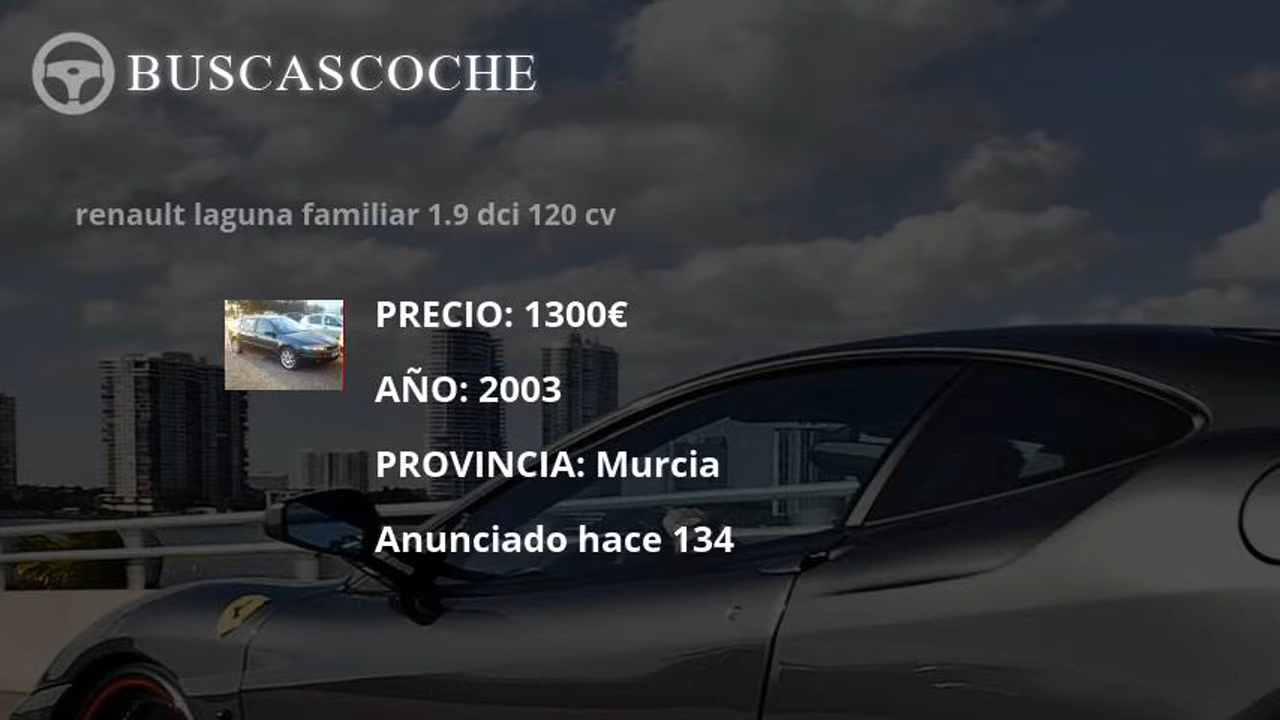 BUSCASCOCHE
renault laguna familiar 1.9 dci 120 cv
PRECIO: 1300€
AÑO: 2003
PROVINCIA: Murcia
Anunciado hace 134